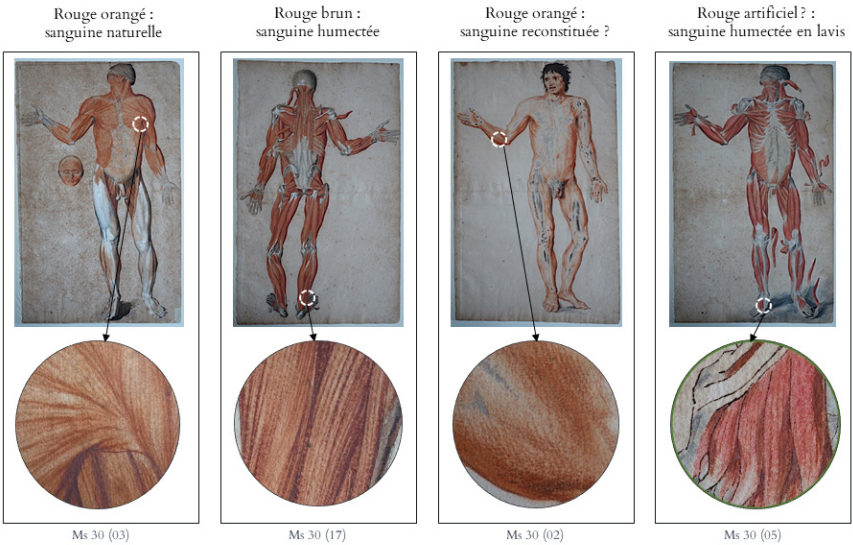 Rouge orangé :
sanguine naturelle
Rouge brun :
sanguine humectée
Rouge orangé :
sanguine reconstituée ?
Rouge artificiel ? :
sanguine humectée en lavis
Ms 30 (03)
Ms 30 (17)
Ms 30 (02)
Ms 30 (05)